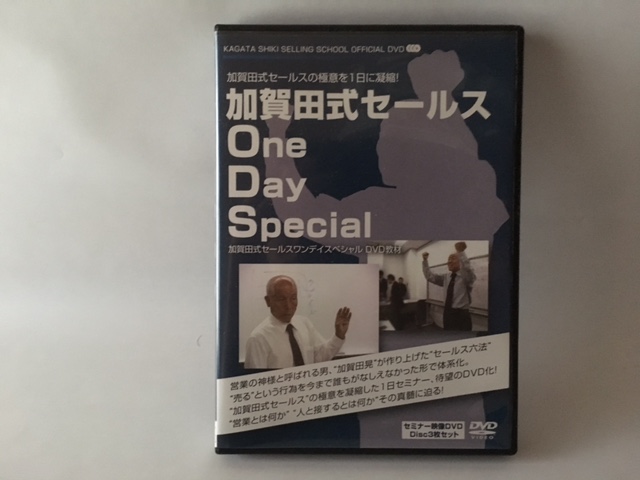 KAGATA SHIKI SELLING SCHOOL OFFICIAL DVD
加賀田式セールスの極意を1日に凝縮!
加賀田式セールス
One
Day
Special
加賀田式セールスワンデイスペシャル DVD教材
営業の神様と呼ばれる男、"加賀田晃"が作り上げた"セールス六法"
"売る"という行為を今まで誰もがなしえなかった形で体系化。
"加賀田式セールス"の極意を凝縮した1日セミナー、待望のDVD化!
"営業とは何か" "人と接するとは何か"その真髄に迫る!
セミナー映像DVD
Disc3枚セット
DVD
VIDEO